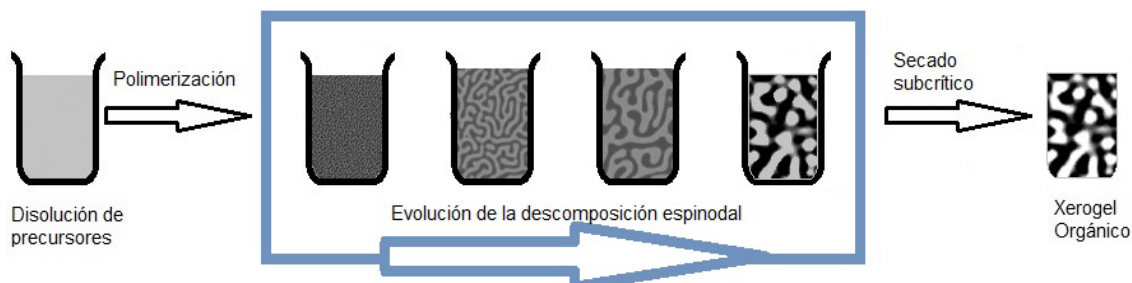 Polimerización
Disolución de
precursores
Evolución de la descomposición espinodal
Secado
subcrítico
Xerogel
Orgánico